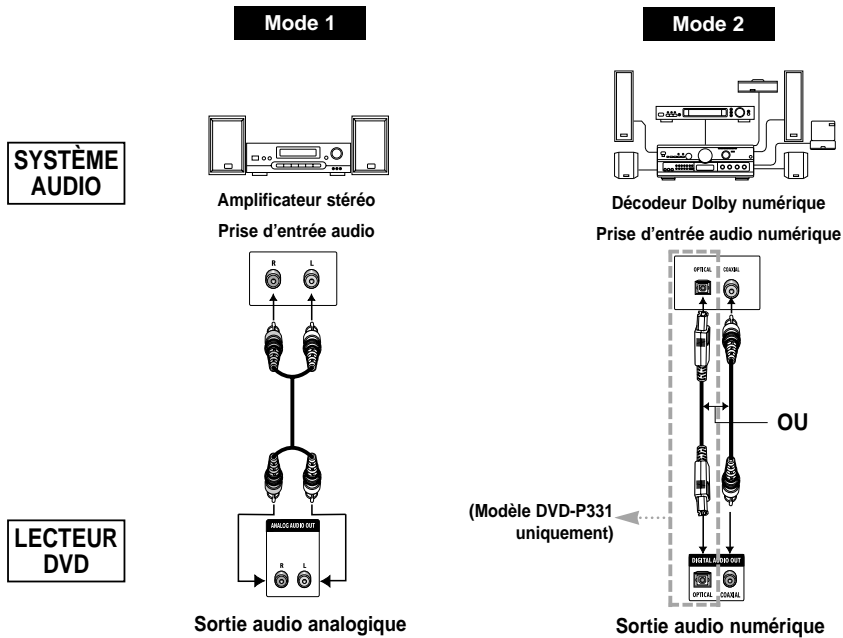 Mode 1
Mode 2
SYSTÈME
AUDIO
Amplificateur stéréo
Prise d'entrée audio
Décodeur Dolby numérique
Prise d'entrée audio numérique
R L
OPTICAL COAXIAL
OU
(Modèle DVD-P331
uniquement)
LECTEUR
DVD
ANALOG AUDIO OUT
R L
DIGITAL AUDIO OUT
OPTICAL COAXIAL
Sortie audio analogique
Sortie audio numérique